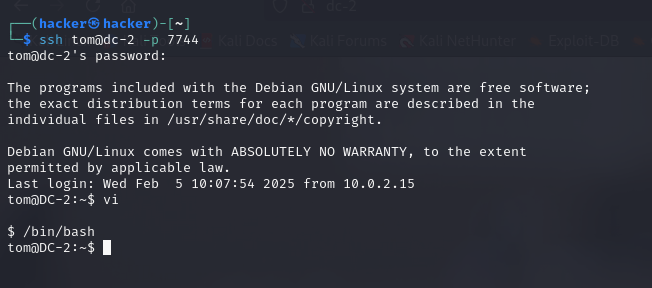 dc-2
Kali Docs Kali Forums Kali NetHunter Exploit-DB
┌──(hacker㉿hacker)-[~]
└─$ ssh tom@dc-2 -p 7744
tom@dc-2's password:
The programs included with the Debian GNU/Linux system are free software;
the exact distribution terms for each program are described in the
individual files in /usr/share/doc/*/copyright.
Debian GNU/Linux comes with ABSOLUTELY NO WARRANTY, to the extent
permitted by applicable law.
Last login: Wed Feb  5 10:07:54 2025 from 10.0.2.15
tom@DC-2:~$ vi
$ /bin/bash
tom@DC-2:~$